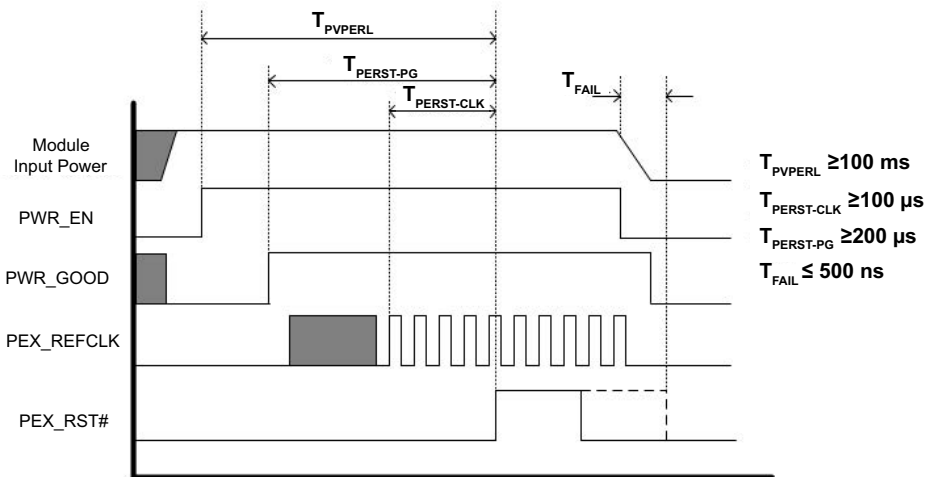 TPVPERL
TPERST-PG
TPERST-CLK
TFAIL
Module
Input Power
PWR_EN
PWR_GOOD
PEX_REFCLK
PEX_RST#
TPVPERL ≥100 ms
TPERST-CLK ≥100 µs
TPERST-PG ≥200 µs
TFAIL ≤ 500 ns